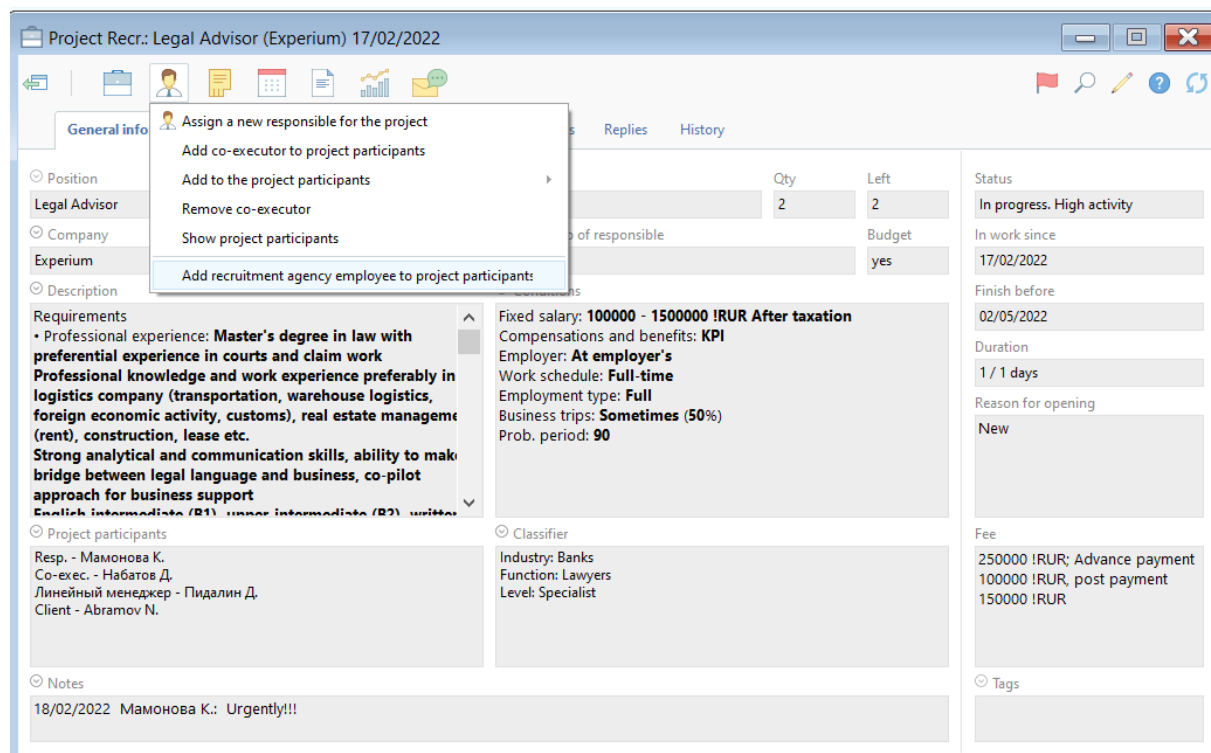 Project Recr.: Legal Advisor (Experium) 17/02/2022
General info
Replies
History
Assign a new responsible for the project
Add co-executor to project participants
Add to the project participants
Remove co-executor
Show project participants
Add recruitment agency employee to project participants
Position
Qty
Left
Status
Legal Advisor
2
2
In progress. High activity
Company
of responsible
Budget
In work since
Experium
yes
17/02/2022
Description
Conditions
Finish before
02/05/2022
Duration
1 / 1 days
Reason for opening
New
Requirements
• Professional experience: Master's degree in law with
preferential experience in courts and claim work
Professional knowledge and work experience preferably in
logistics company (transportation, warehouse logistics,
foreign economic activity, customs), real estate manageme
(rent), construction, lease etc.
Strong analytical and communication skills, ability to make
bridge between legal language and business, co-pilot
approach for business support
English intermediate (B1), upper intermediate (B2), written
Fixed salary: 100000 - 1500000 !RUR After taxation
Compensations and benefits: KPI
Employer: At employer's
Work schedule: Full-time
Employment type: Full
Business trips: Sometimes (50%)
Prob. period: 90
Project participants
Resp. - Мамонова К.
Co-exec. - Набатов Д.
Линейный менеджер - Пидалин Д.
Client - Abramov N.
Classifier
Industry: Banks
Function: Lawyers
Level: Specialist
Fee
250000 !RUR; Advance payment
100000 !RUR, post payment
150000 !RUR
Notes
18/02/2022 Мамонова К.: Urgently!!!
Tags